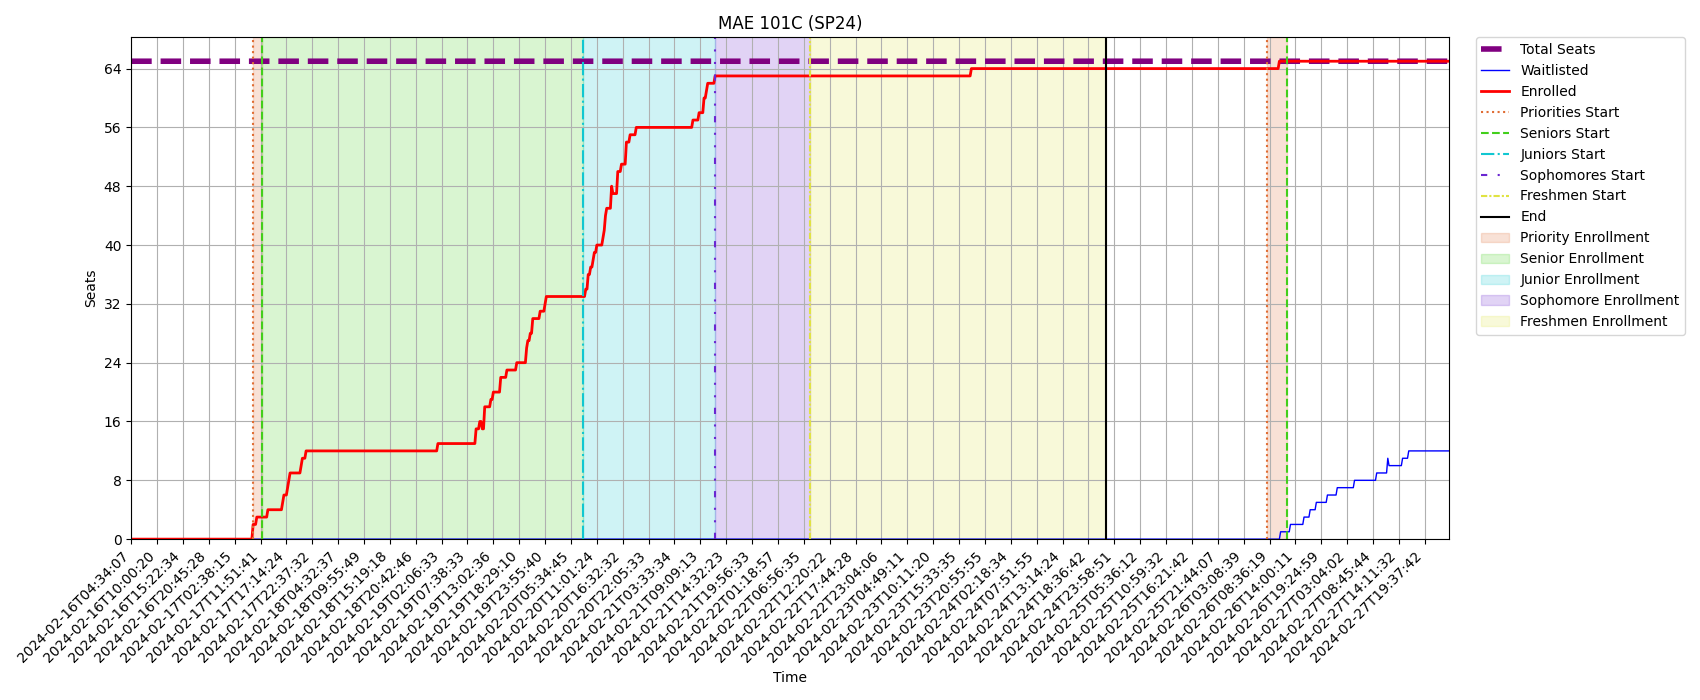 MAE 101C (SP24)
Seats
64
56
48
40
32
24
16
8
0
2024-02-16T04:34:07
2024-02-16T10:00:20
2024-02-16T15:22:34
2024-02-16T20:45:28
2024-02-17T02:38:15
2024-02-17T11:51:41
2024-02-17T17:14:24
2024-02-17T22:37:32
2024-02-18T04:32:37
2024-02-18T09:55:49
2024-02-18T15:19:18
2024-02-18T20:42:46
2024-02-19T02:06:33
2024-02-19T07:38:33
2024-02-19T13:02:36
2024-02-19T18:29:10
2024-02-19T23:55:40
2024-02-20T05:34:45
2024-02-20T11:01:24
2024-02-20T16:32:32
2024-02-20T22:05:33
2024-02-21T03:33:34
2024-02-21T09:09:13
2024-02-21T14:32:23
2024-02-21T19:56:33
2024-02-22T01:18:57
2024-02-22T06:56:35
2024-02-22T12:20:22
2024-02-22T17:44:28
2024-02-22T23:04:06
2024-02-23T04:49:11
2024-02-23T10:11:20
2024-02-23T15:33:35
2024-02-23T20:55:55
2024-02-24T02:18:34
2024-02-24T07:51:55
2024-02-24T13:14:24
2024-02-24T18:36:42
2024-02-24T23:58:51
2024-02-25T05:36:12
2024-02-25T10:59:32
2024-02-25T16:21:42
2024-02-25T21:44:07
2024-02-26T03:08:39
2024-02-26T08:36:19
2024-02-26T14:00:11
2024-02-26T19:24:59
2024-02-27T03:04:02
2024-02-27T08:45:44
2024-02-27T14:11:32
2024-02-27T19:37:42
Time
Total Seats
Waitlisted
Enrolled
Priorities Start
Seniors Start
Juniors Start
Sophomores Start
Freshmen Start
End
Priority Enrollment
Senior Enrollment
Junior Enrollment
Sophomore Enrollment
Freshmen Enrollment